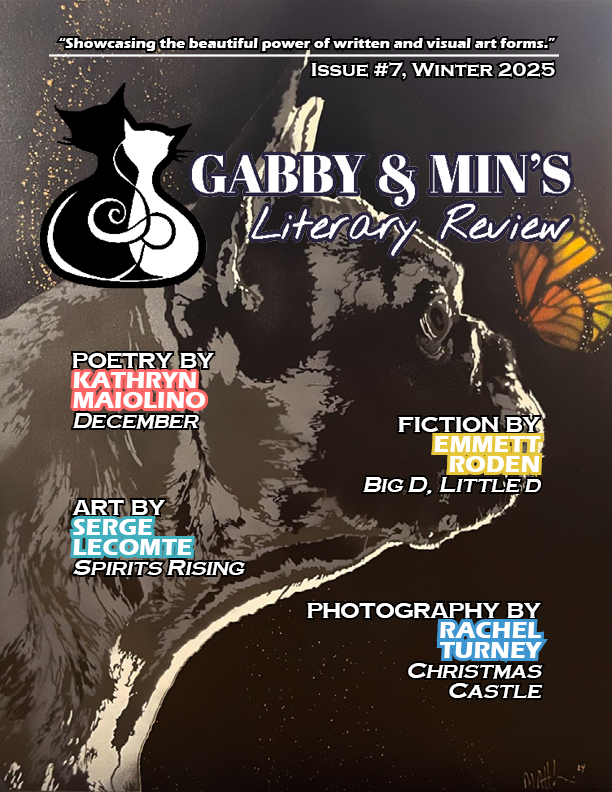 “Showcasing the beautiful power of written and visual art forms.”
Issue #7, Winter 2025
GABBY & MIN’S
Literary Review
POETRY BY
KATHRYN
MAIOLINO
December
FICTION BY
EMMETT
RODEN
Big D, Little d
ART BY
SERGE
LECOMTE
Spirits Rising
PHOTOGRAPHY BY
RACHEL
TURNEY
Christmas
Castle
24